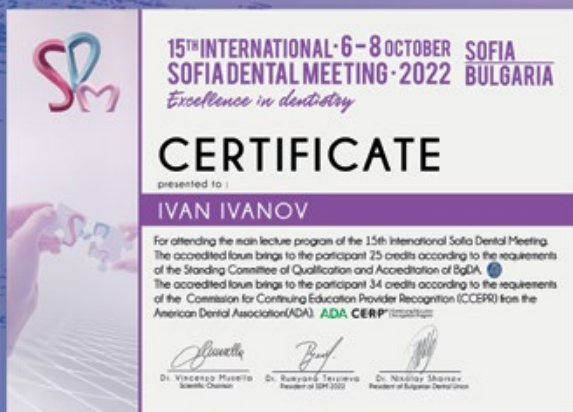 SDM
15TH INTERNATIONAL · 6 – 8 OCTOBER
SOFIA DENTAL MEETING · 2022
SOFIA
BULGARIA
Excellence in dentistry
CERTIFICATE
presented to :
IVAN IVANOV
For attending the main lecture program of the 15th International Sofia Dental Meeting.
The accredited forum brings to the participant 25 credits according to the requirements
of the Standing Committee of Qualification and Accreditation of BgDA.
The accredited forum brings to the participant 34 credits according to the requirements
of the Commission for Continuing Education Provider Recognition (CCEPR) from the
American Dental Association(ADA). ADA CERP®
Dr. Vincenzo Musella
Scientific Chairman
Dr. Rumyana Terzieva
President of SDM 2022
Dr. Nikolay Sharkov
President of Bulgarian Dental Union